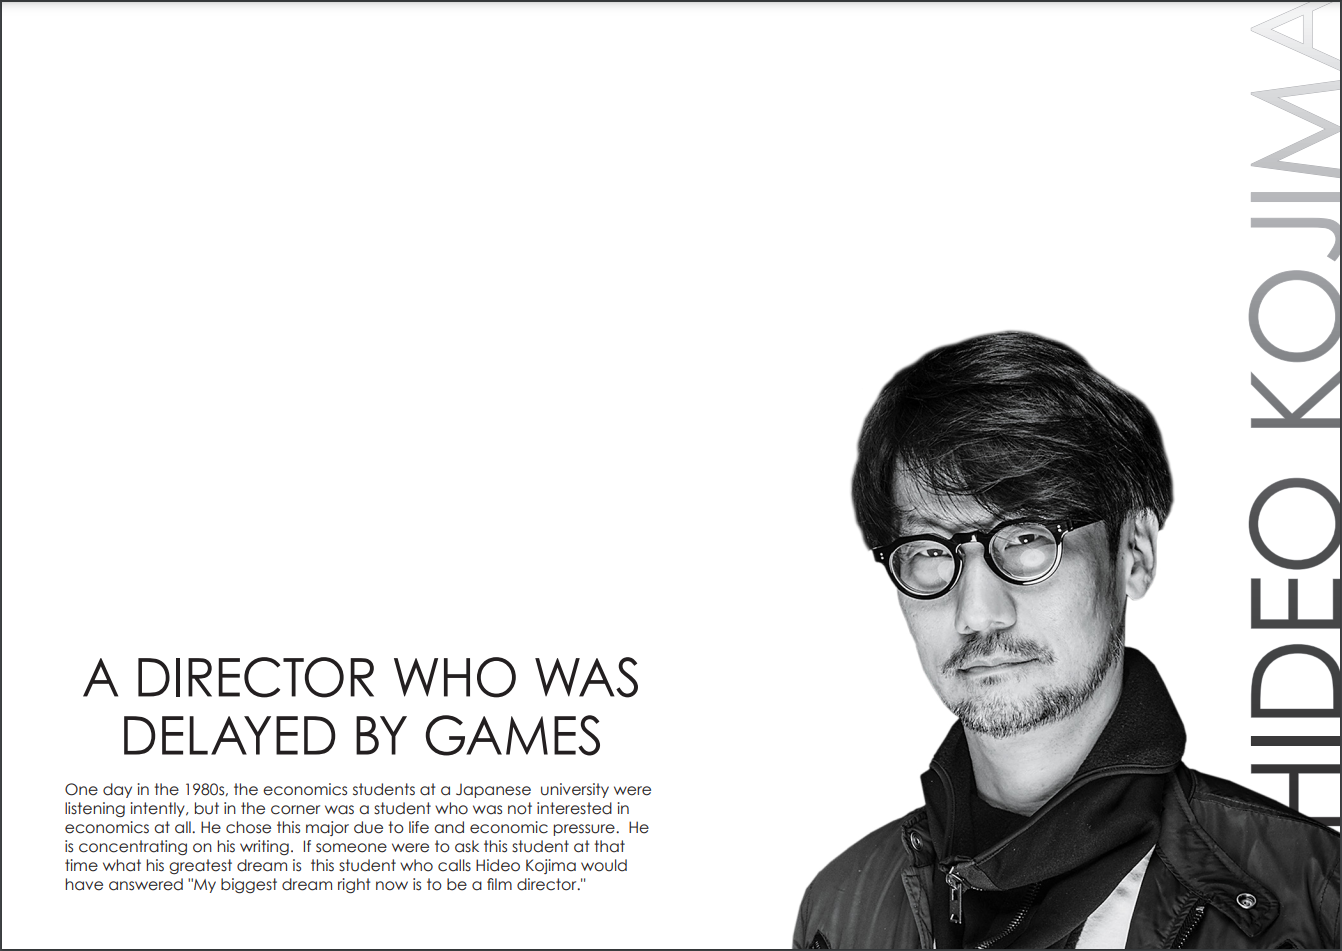 A DIRECTOR WHO WAS
DELAYED BY GAMES
One day in the 1980s, the economics students at a Japanese  university were
listening intently, but in the corner was a student who was not interested in
economics at all. He chose this major due to life and economic pressure.  He
is concentrating on his writing.  If someone were to ask this student at that
time what his greatest dream is  this student who calls Hideo Kojima would
have answered "My biggest dream right now is to be a film director."
HIDEO KOJIMA